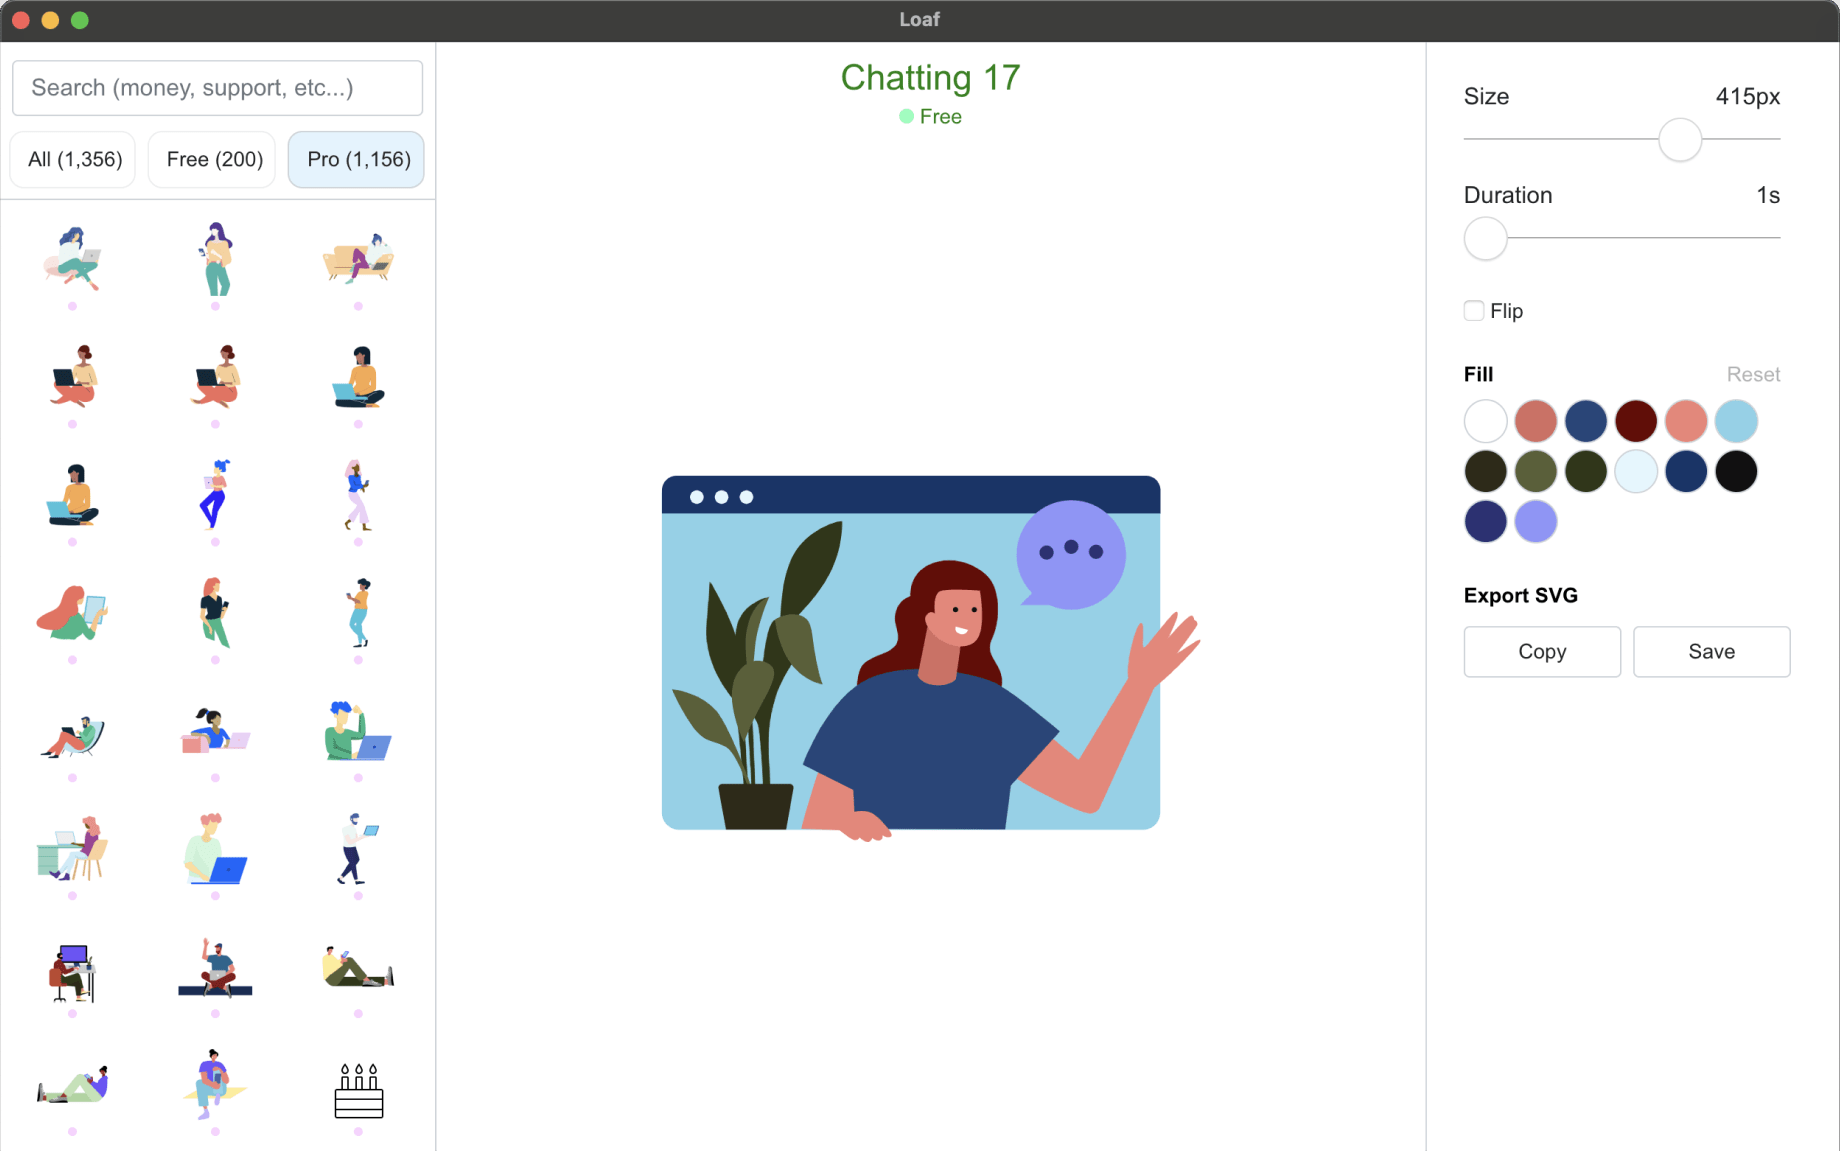 Loaf
Search (money, support, etc...)
All (1,356)
Free (200)
Pro (1,156)
Chatting 17
Free
Size
415px
Duration
1s
Flip
Fill
Reset
Export SVG
Copy
Save